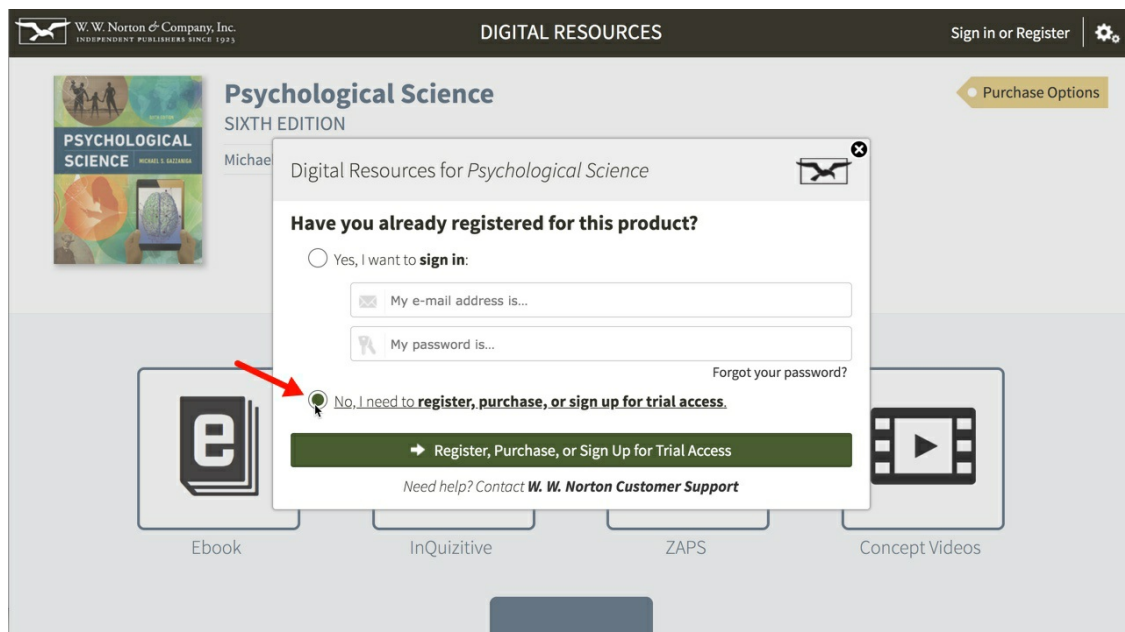 W. W. Norton & Company, Inc.
INDEPENDENT PUBLISHERS SINCE 1923
DIGITAL RESOURCES
Sign in or Register
Psychological Science
SIXTH EDITION
Michae
Purchase Options
PSYCHOLOGICAL
SCIENCE MICHAEL S. GAZZANIGA
Digital Resources for Psychological Science
Have you already registered for this product?
Yes, I want to sign in:
My e-mail address is...
My password is...
Forgot your password?
No, I need to register, purchase, or sign up for trial access.
Register, Purchase, or Sign Up for Trial Access
Need help? Contact W. W. Norton Customer Support
e
Ebook
InQuizitive
ZAPS
Concept Videos